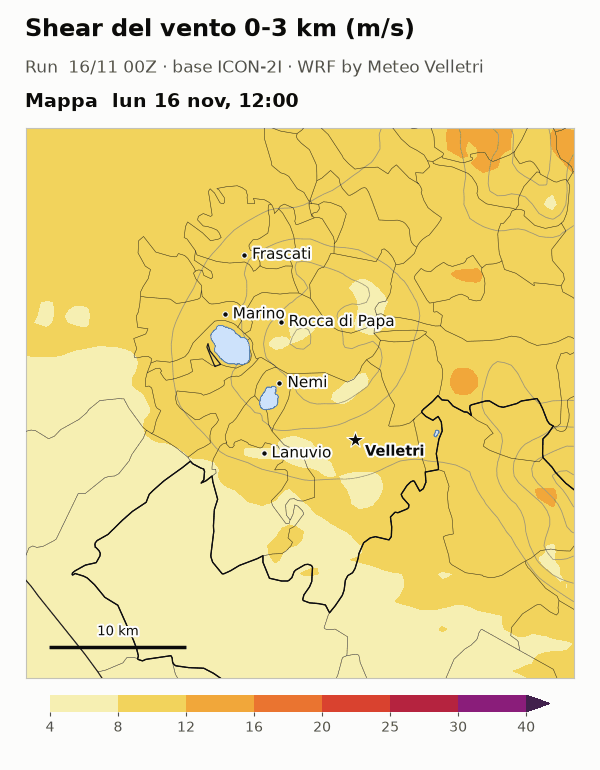 Shear del vento 0-3 km (m/s)
Run  16/11 00Z · base ICON-2I · WRF by Meteo Velletri
Mappa  lun 16 nov, 12:00
Frascati
Marino
Rocca di Papa
Nemi
Velletri
Lanuvio
10 km
4 8 12 16 20 25 30 40